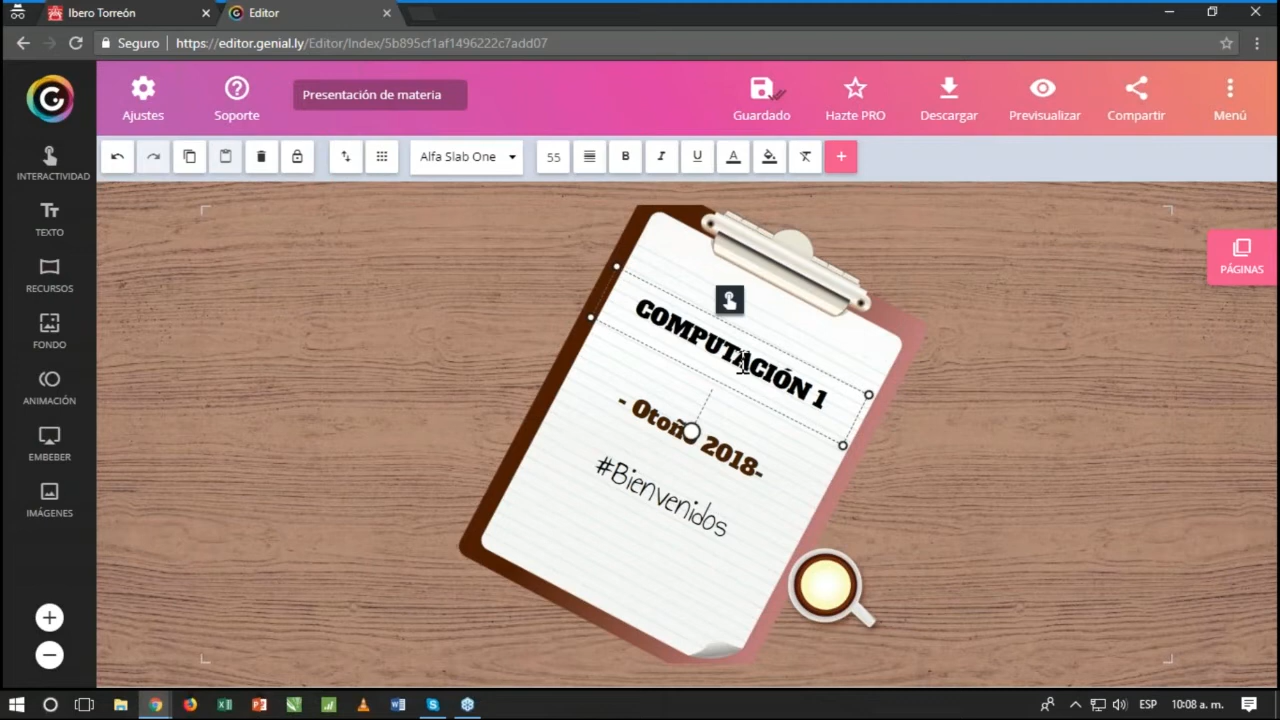 Ibero Torreón
Editor
Seguro
https://editor.genial.ly/Editor/Index/5b895cf1af1496222c7add07
Ajustes
Soporte
Presentación de materia
Guardado
Hazte PRO
Descargar
Previsualizar
Compartir
Menú
Alfa Slab One
55
B
I
U
A
INTERACTIVIDAD
TEXTO
RECURSOS
FONDO
ANIMACIÓN
EMBEBER
IMÁGENES
PÁGINAS
COMPUTACIÓN 1
- Otoño 2018-
#Bienvenidos
ESP
10:08 a. m.